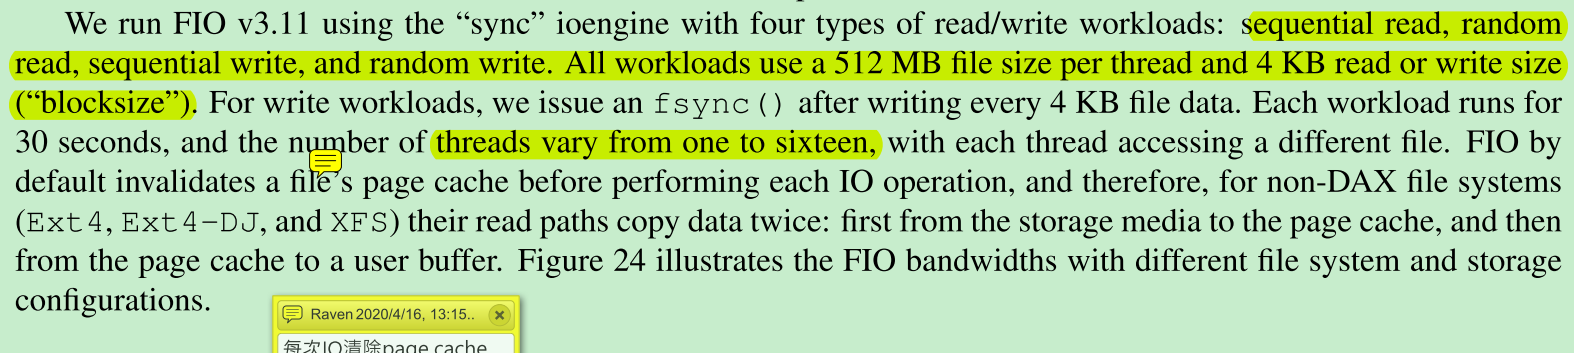 We run FIO v3.11 using the “sync” ioengine with four types of read/write workloads: sequential read, random
read, sequential write, and random write. All workloads use a 512 MB file size per thread and 4 KB read or write size
(“blocksize”). For write workloads, we issue an fsync() after writing every 4 KB file data. Each workload runs for
30 seconds, and the number of threads vary from one to sixteen, with each thread accessing a different file. FIO by
default invalidates a file’s page cache before performing each IO operation, and therefore, for non-DAX file systems
(Ext4, Ext4-DJ, and XFS) their read paths copy data twice: first from the storage media to the page cache, and then
from the page cache to a user buffer. Figure 24 illustrates the FIO bandwidths with different file system and storage
configurations.
Raven 2020/4/16, 13:15..
每次IO清除page cache